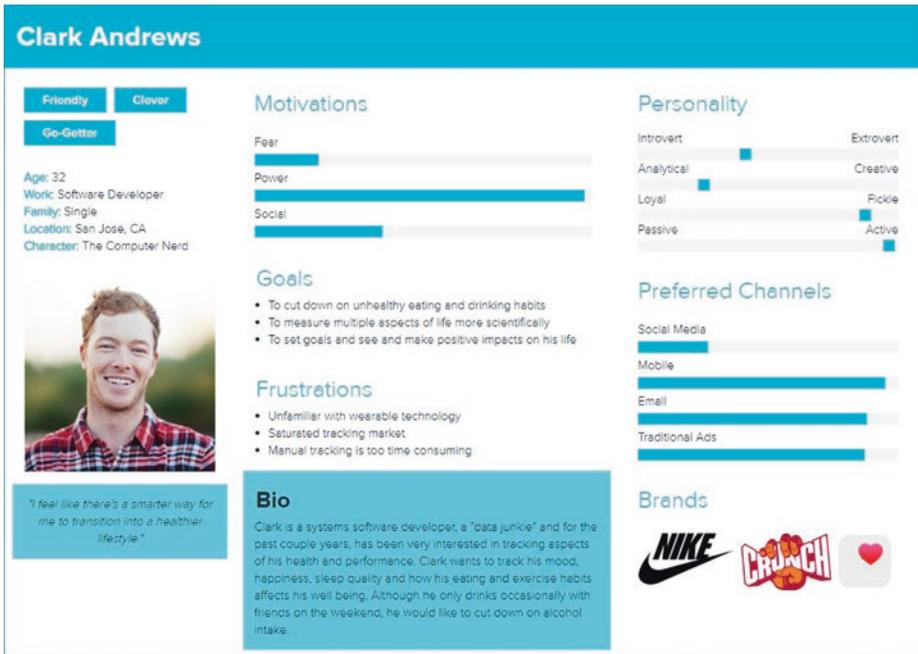 Clark Andrews
Friendly
Clever
Go-Getter
Age: 32
Work: Software Developer
Family: Single
Location: San Jose, CA
Character: The Computer Nerd
"I feel like there's a smarter way for
me to transition into a healthier
lifestyle."
Motivations
Fear
Power
Social
Goals
• To cut down on unhealthy eating and drinking habits
• To measure multiple aspects of life more scientifically
• To set goals and see and make positive impacts on his life
Frustrations
• Unfamiliar with wearable technology
• Saturated tracking market
• Manual tracking is too time consuming
Bio
Clark is a systems software developer, a "data junkie" and for the
past couple years, has been very interested in tracking aspects
of his health and performance. Clark wants to track his mood,
happiness, sleep quality and how his eating and exercise habits
affects his well being. Although he only drinks occasionally with
friends on the weekend, he would like to cut down on alcohol
intake.
Personality
Introvert Extrovert
Analytical Creative
Loyal Fickle
Passive Active
Preferred Channels
Social Media
Mobile
Email
Traditional Ads
Brands
NIKE
CRUNCH